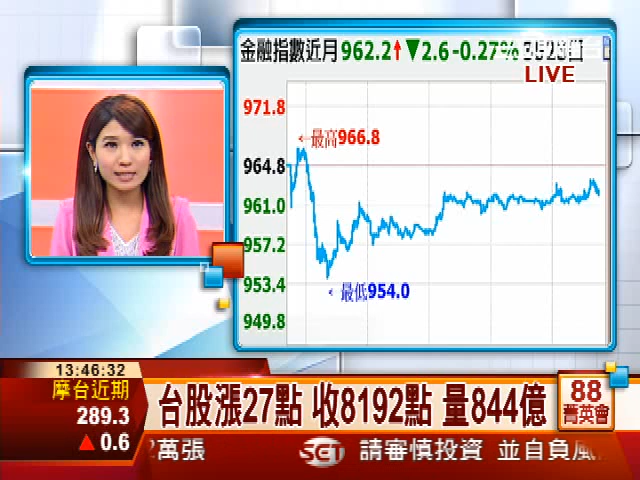 金融指數近月962.2↑▼2.6-0.27%
LIVE
971.8
←最高966.8
964.8
961.0
957.2
953.4
←最低954.0
949.8
13:46:32
摩台近期
289.3
▲0.6
台股漲27點 收8192點 量844億
88
菁英會
2萬張
SET
請審慎投資 並自負風